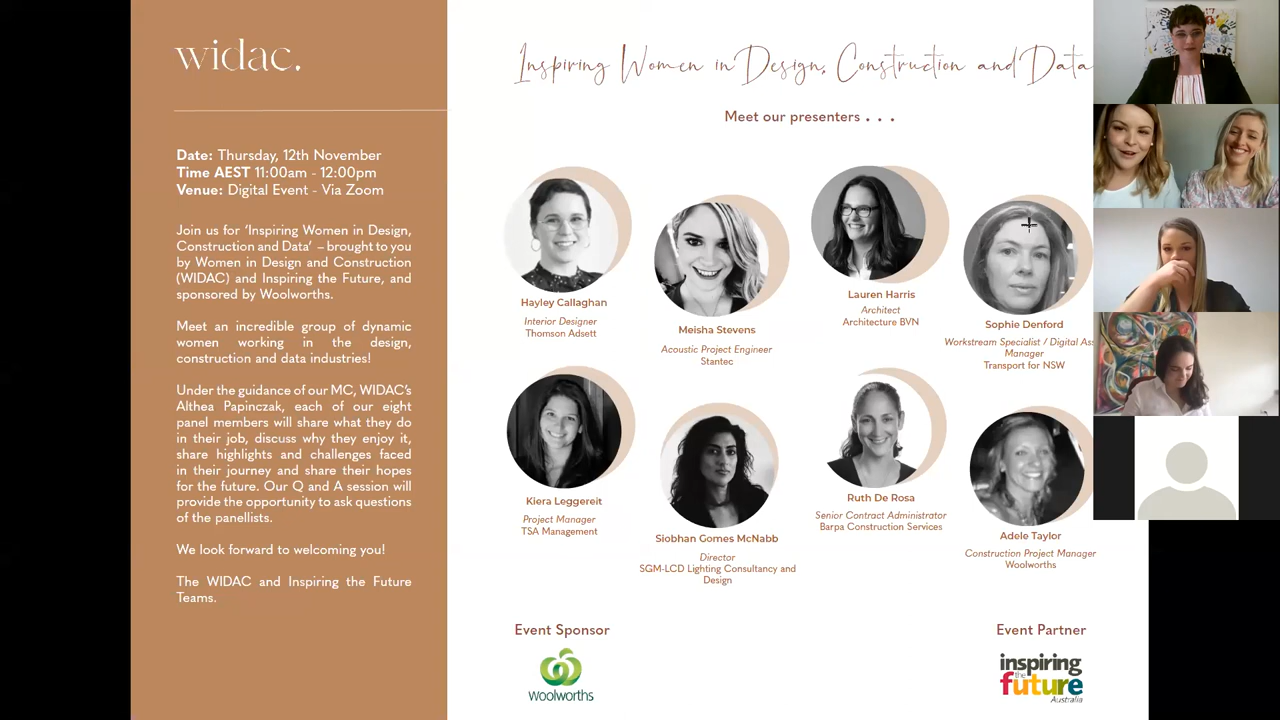 widac.
Date: Thursday, 12th November
Time AEST 11:00am - 12:00pm
Venue: Digital Event - Via Zoom
Join us for 'Inspiring Women in Design,
Construction and Data' – brought to you
by Women in Design and Construction
(WIDAC) and Inspiring the Future, and
sponsored by Woolworths.
Meet an incredible group of dynamic
women working in the design,
construction and data industries!
Under the guidance of our MC, WIDAC's
Althea Papinczak, each of our eight
panel members will share what they do
in their job, discuss why they enjoy it,
share highlights and challenges faced
in their journey and share their hopes
for the future. Our Q and A session will
provide the opportunity to ask questions
of the panellists.
We look forward to welcoming you!
The WIDAC and Inspiring the Future
Teams.
Inspiring Women in Design, Construction and Data
Meet our presenters . . .
Hayley Callaghan
Interior Designer
Thomson Adsett
Meisha Stevens
Acoustic Project Engineer
Stantec
Lauren Harris
Architect
Architecture BVN
Sophie Denford
Workstream Specialist / Digital Ass
Manager
Transport for NSW
Kiera Leggereit
Project Manager
TSA Management
Siobhan Gomes McNabb
Director
SGM-LCD Lighting Consultancy and
Design
Ruth De Rosa
Senior Contract Administrator
Barpa Construction Services
Adele Taylor
Construction Project Manager
Woolworths
Event Sponsor
Woolworths
Event Partner
inspiring
the
future
Australia